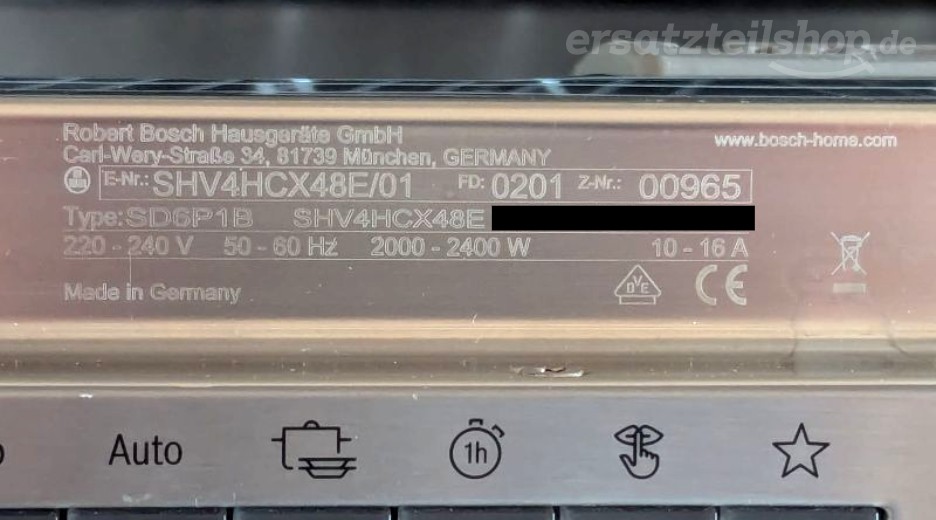 ersatzteilshop.de
Robert Bosch Hausgeräte GmbH www.bosch-home.com
Carl-Wery-Straße 34, 81739 München, GERMANY
E-Nr.: SHV4HCX48E/01 FD: 0201 Z-Nr.: 00965
Type: SD6P1B SHV4HCX48E
220 - 240 V 50 - 60 Hz 2000 - 2400 W 10 - 16 A
Made in Germany VDE CE
Auto 1h